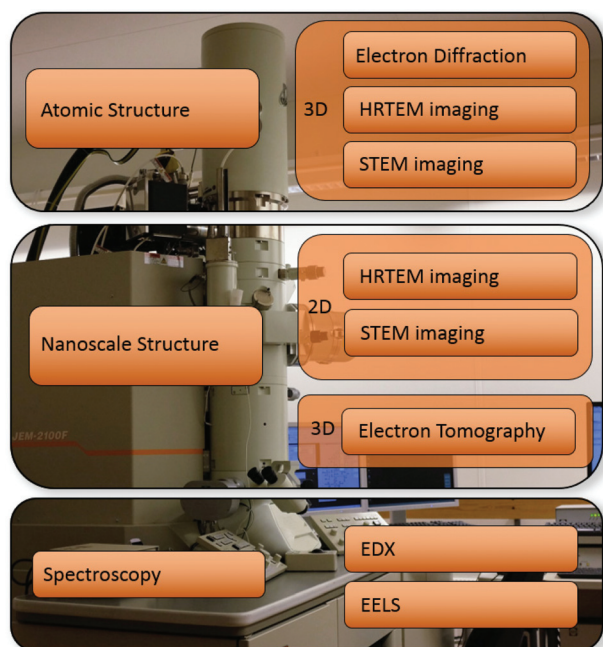 Atomic Structure
3D
Electron Diffraction
HRTEM imaging
STEM imaging
Nanoscale Structure
2D
HRTEM imaging
STEM imaging
3D
Electron Tomography
JEM-2100F
Spectroscopy
EDX
EELS